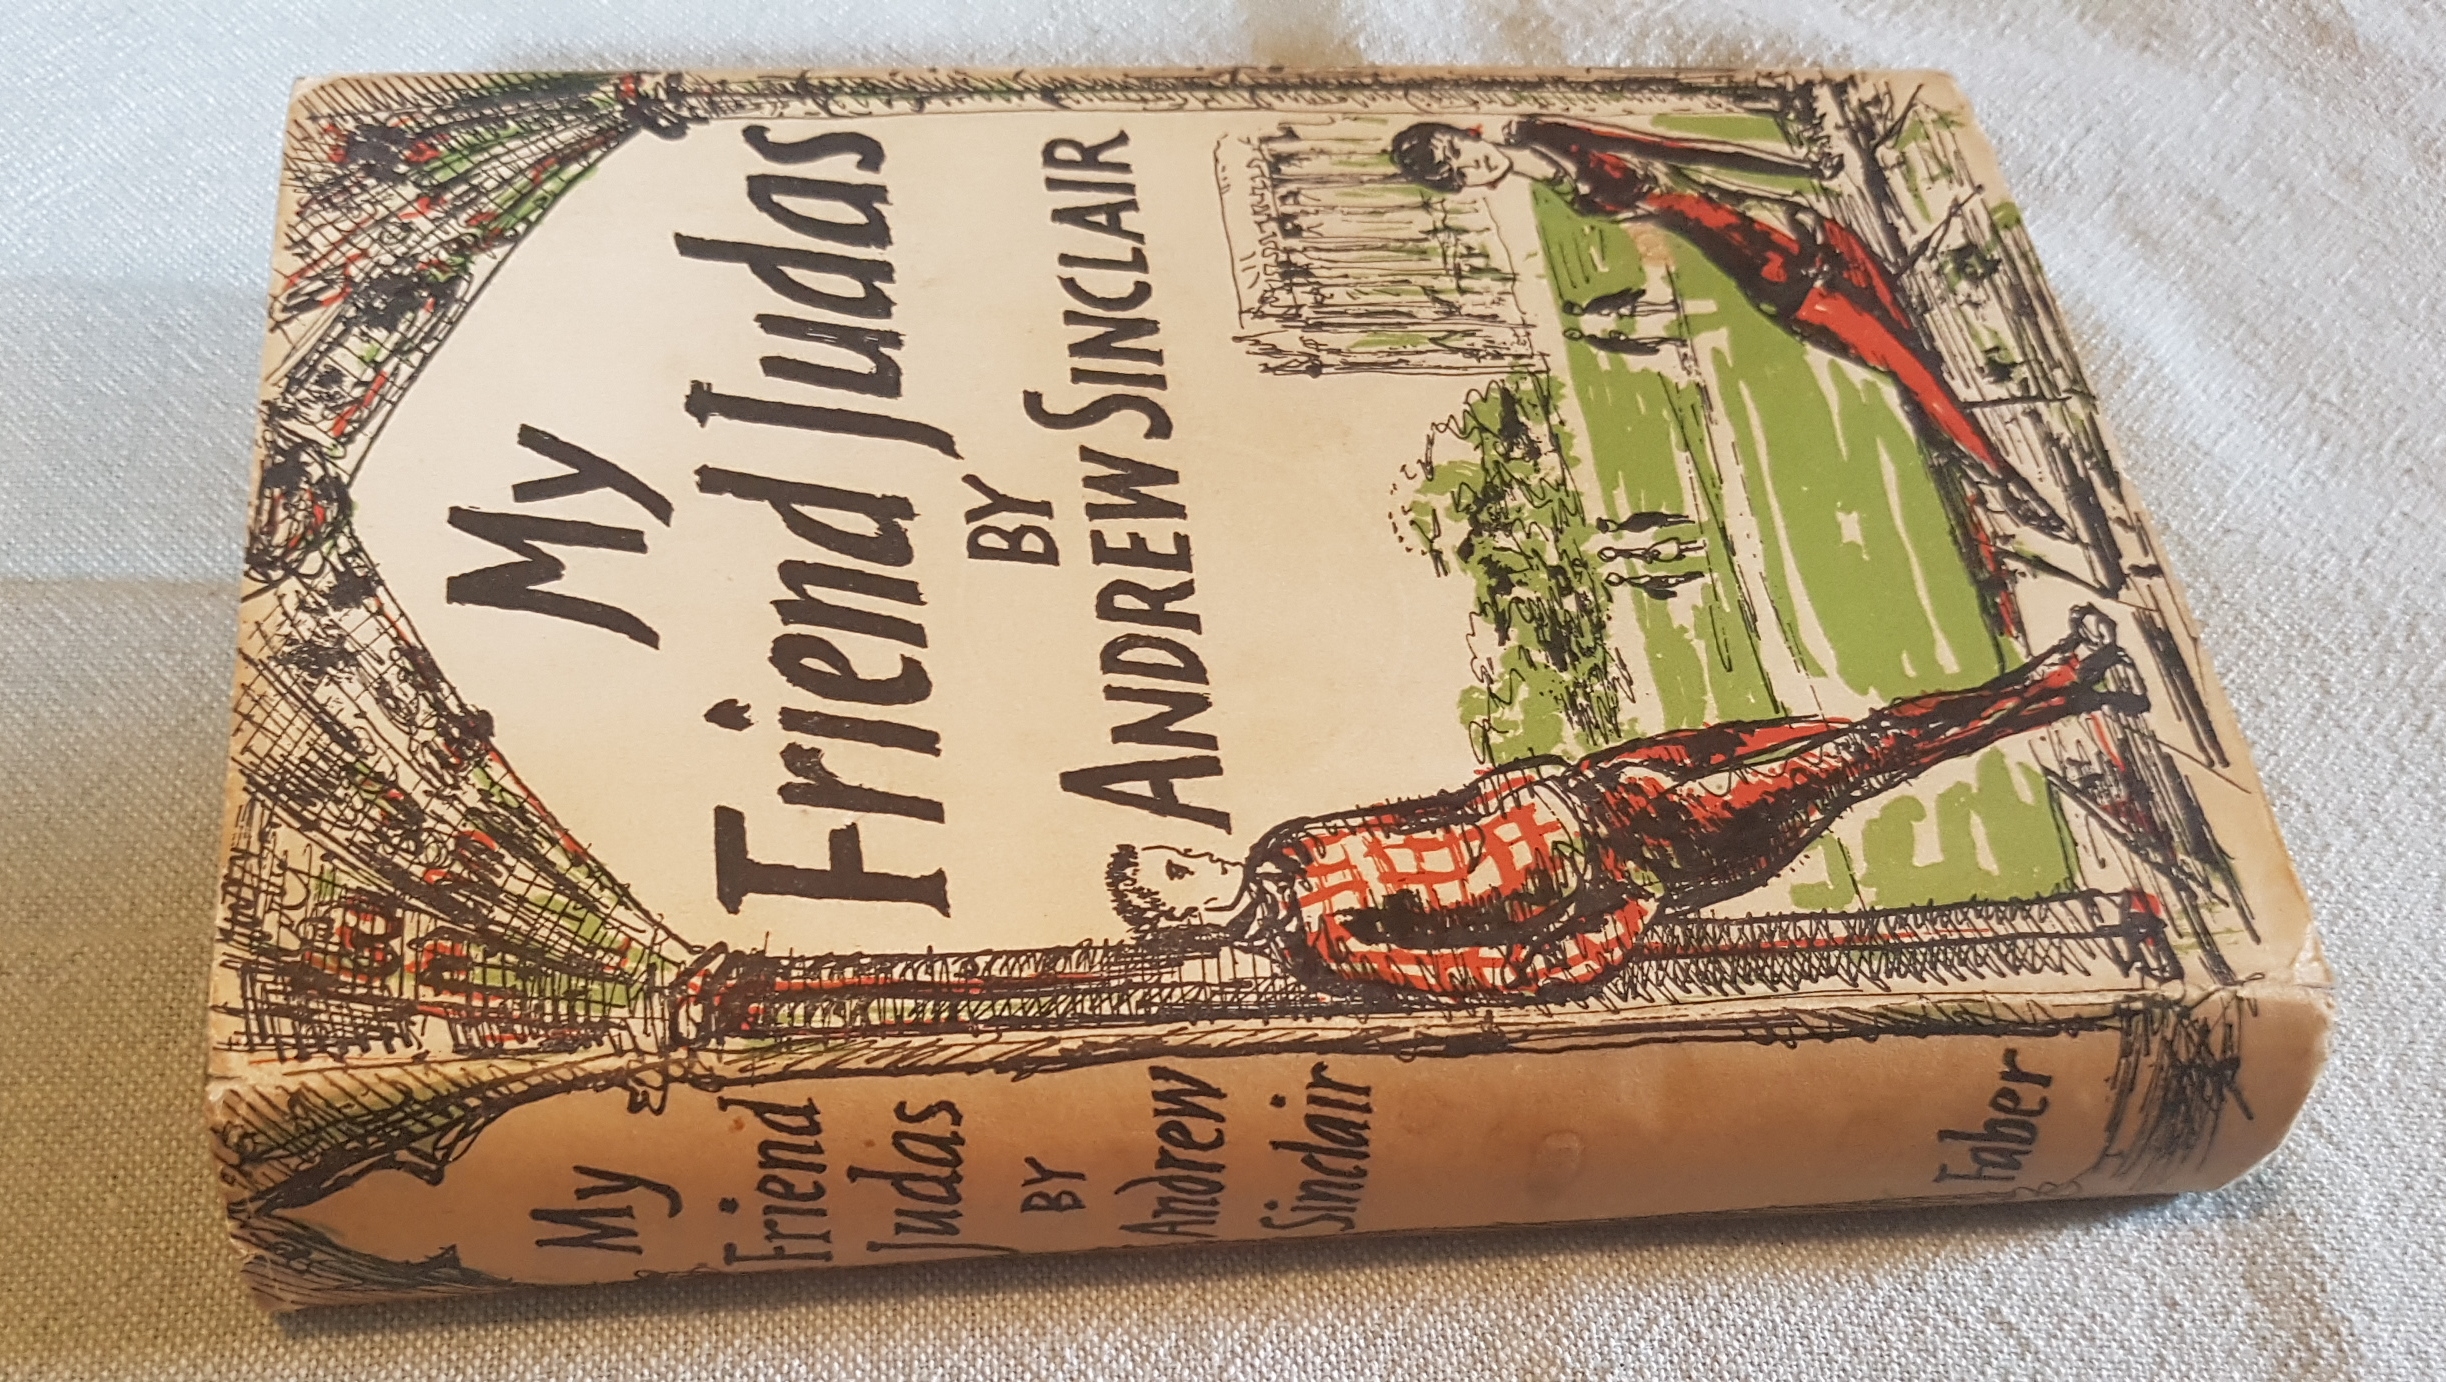 My
Friend Judas
BY
ANDREW SINCLAIR
My
Friend
Judas
BY
Andrew
Sinclair
Faber